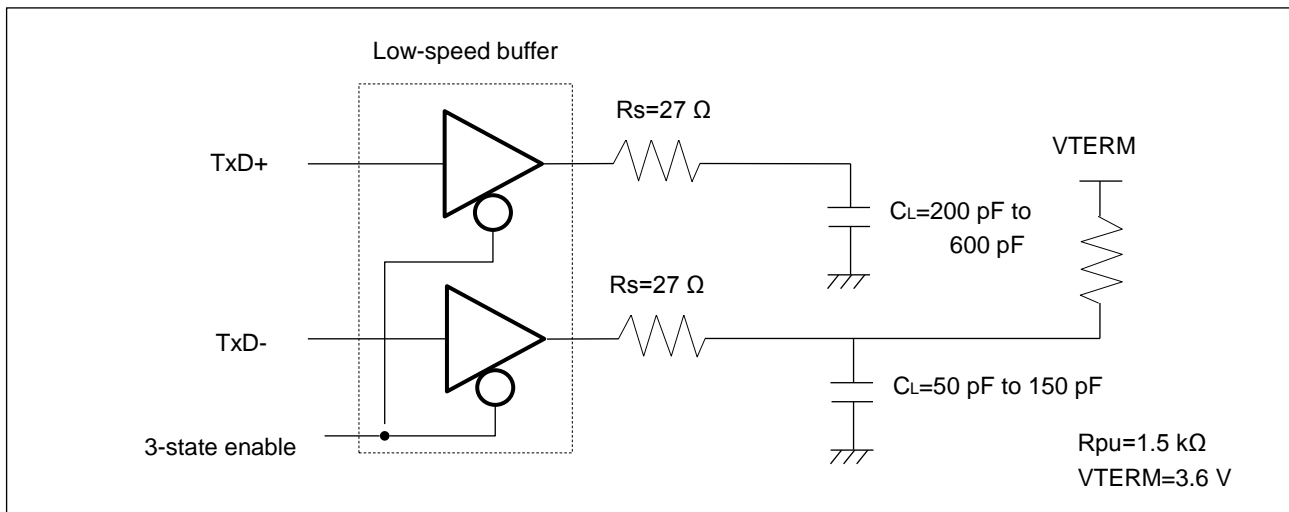 Low-speed buffer
Rs=27 Ω
TxD+
VTERM
CL=200 pF to
600 pF
Rs=27 Ω
TxD-
CL=50 pF to 150 pF
3-state enable
Rpu=1.5 kΩ
VTERM=3.6 V